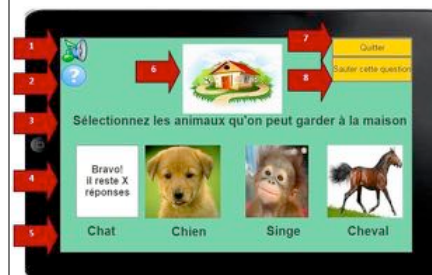 1
2
3
4
5
6
7
8
Quitter
Sauter cette question
?
Sélectionnez les animaux qu'on peut garder à la maison
Bravo!
il reste X
réponses
Chat
Chien
Singe
Cheval